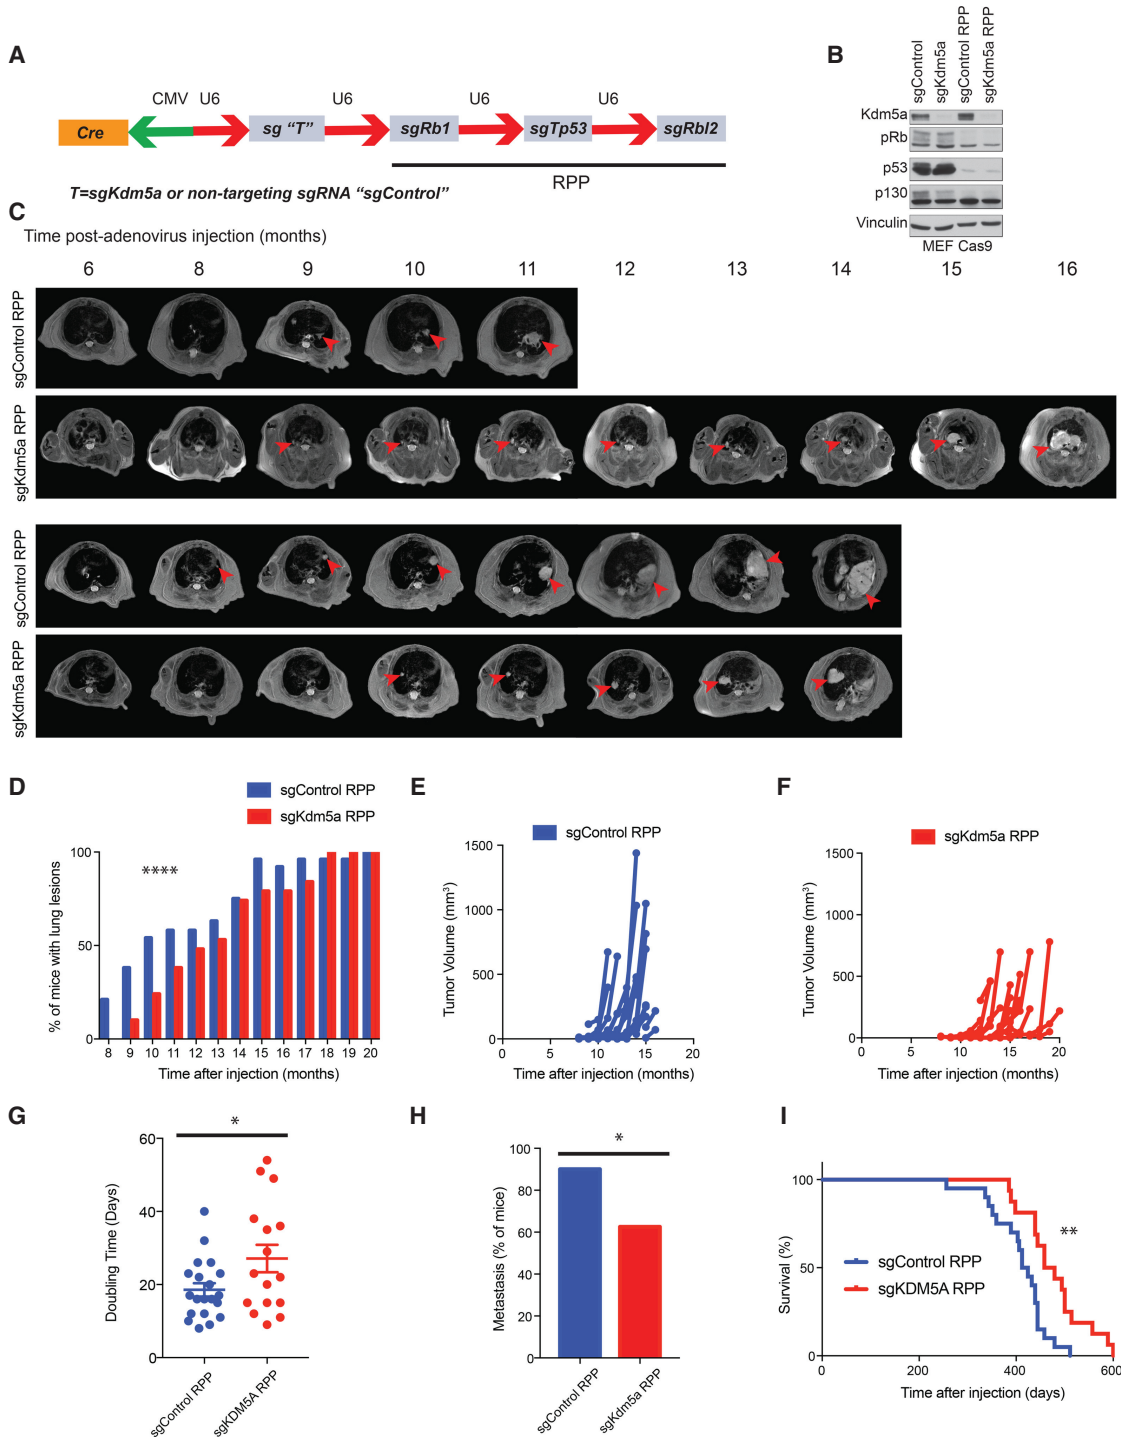 A
CMV U6 U6 U6 U6
Cre sg “T” sgRb1 sgTp53 sgRbl2
RPP
T=sgKdm5a or non-targeting sgRNA “sgControl”
B
sgControl
sgKdm5a
sgControl RPP
sgKdm5a RPP
Kdm5a
pRb
p53
p130
Vinculin
MEF Cas9
C
Time post-adenovirus injection (months)
6 8 9 10 11 12 13 14 15 16
sgControl RPP
sgKdm5a RPP
sgControl RPP
sgKdm5a RPP
D
sgControl RPP
sgKdm5a RPP
% of mice with lung lesions
100
50
0
****
8 9 10 11 12 13 14 15 16 17 18 19 20
Time after injection (months)
E
sgControl RPP
Tumor Volume (mm³)
1500
1000
500
0
0 5 10 15 20
Time after injection (months)
F
sgKdm5a RPP
Tumor Volume (mm³)
1500
1000
500
0
0 5 10 15 20
Time after injection (months)
G
*
Doubling Time (Days)
60
40
20
0
sgControl RPP
sgKDM5A RPP
H
*
Metastasis (% of mice)
100
80
60
40
20
0
sgControl RPP
sgKdm5a RPP
I
Survival (%)
100
50
0
**
sgControl RPP
sgKDM5A RPP
0 200 400 600
Time after injection (days)